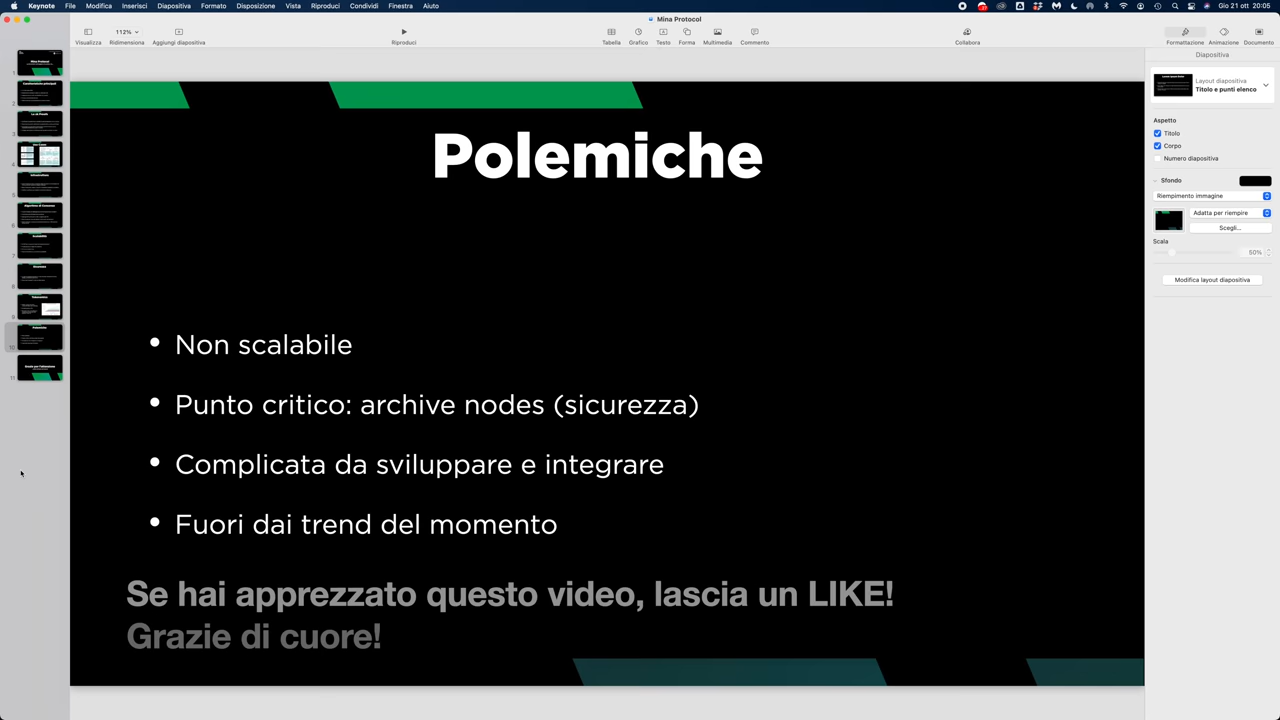 Keynote File Modifica Inserisci Diapositiva Formato Disposizione Vista Riproduci Condividi Finestra Aiuto
Gio 21 ott 20:05
Mina Protocol
112%
Visualizza Ridimensiona Aggiungi diapositiva Riproduci Tabella Grafico Testo Forma Multimedia Commento Collabora Formattazione Animazione Documento
Diapositiva
Layout diapositiva
Titolo e punti elenco
Aspetto
Titolo
Corpo
Numero diapositiva
Sfondo
Riempimento immagine
Adatta per riempire
Scegli...
Scala
50%
Modifica layout diapositiva
Polemiche
• Non scalabile
• Punto critico: archive nodes (sicurezza)
• Complicata da sviluppare e integrare
• Fuori dai trend del momento
Se hai apprezzato questo video, lascia un LIKE!
Grazie di cuore!